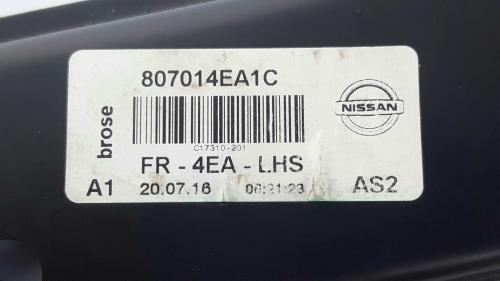 807014EA1C
brose
NISSAN
C17310-201
FR - 4EA - LHS
A1 20.07.16 06:21:23 AS2